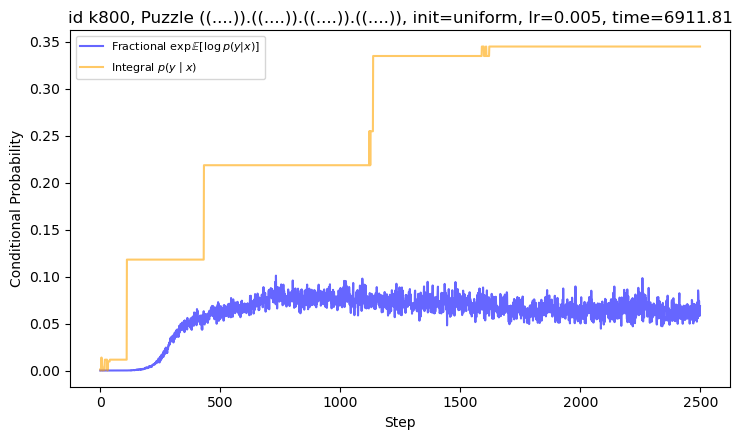 id k800, Puzzle ((....)).((....)).((....)).((....)), init=uniform, lr=0.005, time=6911.81
Fractional exp𝔼[log p(y|x)]
Integral p(y | x)
0.35
0.30
0.25
0.20
0.15
0.10
0.05
0.00
Conditional Probability
0
500
1000
1500
2000
2500
Step